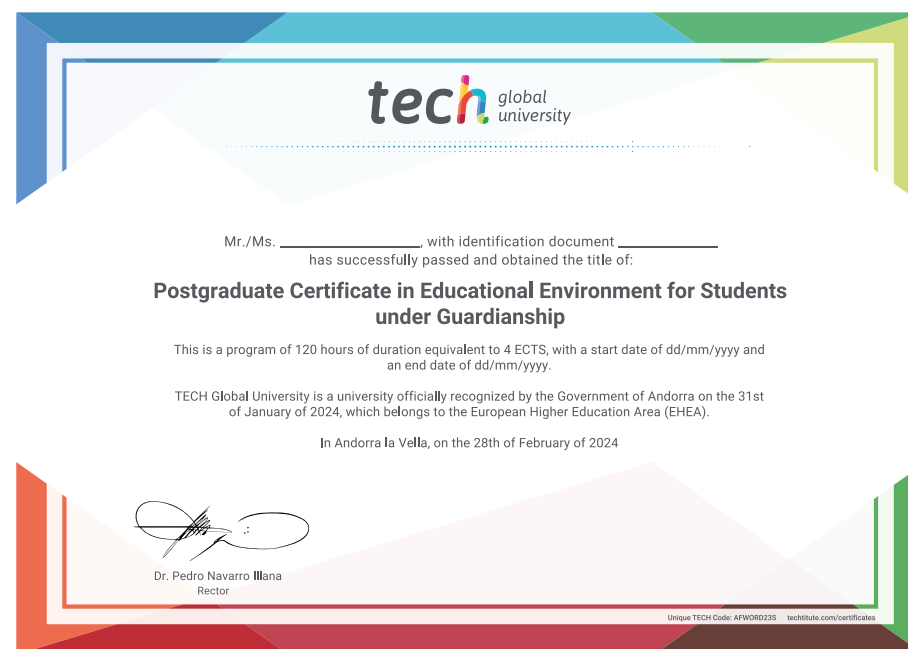 tech global university
Mr./Ms. ____________________, with identification document ______________
has successfully passed and obtained the title of:
Postgraduate Certificate in Educational Environment for Students
under Guardianship
This is a program of 120 hours of duration equivalent to 4 ECTS, with a start date of dd/mm/yyyy and
an end date of dd/mm/yyyy.
TECH Global University is a university officially recognized by the Government of Andorra on the 31st
of January of 2024, which belongs to the European Higher Education Area (EHEA).
In Andorra la Vella, on the 28th of February of 2024
Dr. Pedro Navarro Illana
Rector
Unique TECH Code: AFWORD23S techtitute.com/certificates